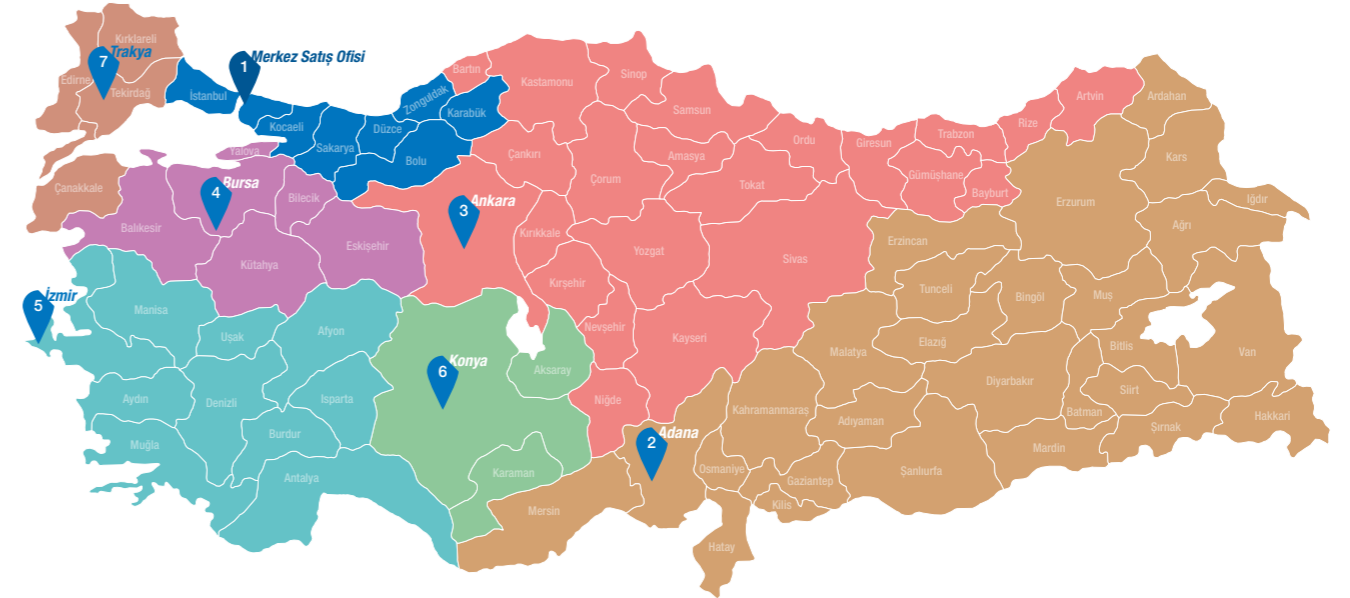 Kırklareli
7
Trakya
Edirne
Tekirdağ
1
Merkez Satış Ofisi
İstanbul
Kocaeli
Sakarya
Düzce
Zonguldak
Karabük
Bolu
Bartın
Kastamonu
Sinop
Samsun
Çankırı
Çorum
Amasya
Ordu
Tokat
Giresun
Trabzon
Gümüşhane
Bayburt
Rize
Artvin
Ardahan
Kars
Iğdır
Ağrı
Erzurum
Çanakkale
Yalova
4
Bursa
Bilecik
Balıkesir
Kütahya
Eskişehir
3
Ankara
Kırıkkale
Yozgat
Sivas
Kırşehir
Nevşehir
Kayseri
Niğde
Erzincan
Tunceli
Bingöl
Muş
Elazığ
Malatya
Bitlis
Van
Diyarbakır
Siirt
Batman
Hakkari
Şırnak
Mardin
Şanlıurfa
Adıyaman
Kahramanmaraş
5
İzmir
Manisa
Uşak
Afyon
Aydın
Denizli
Isparta
Burdur
Muğla
Antalya
6
Konya
Aksaray
Karaman
2
Adana
Mersin
Osmaniye
Gaziantep
Kilis
Hatay